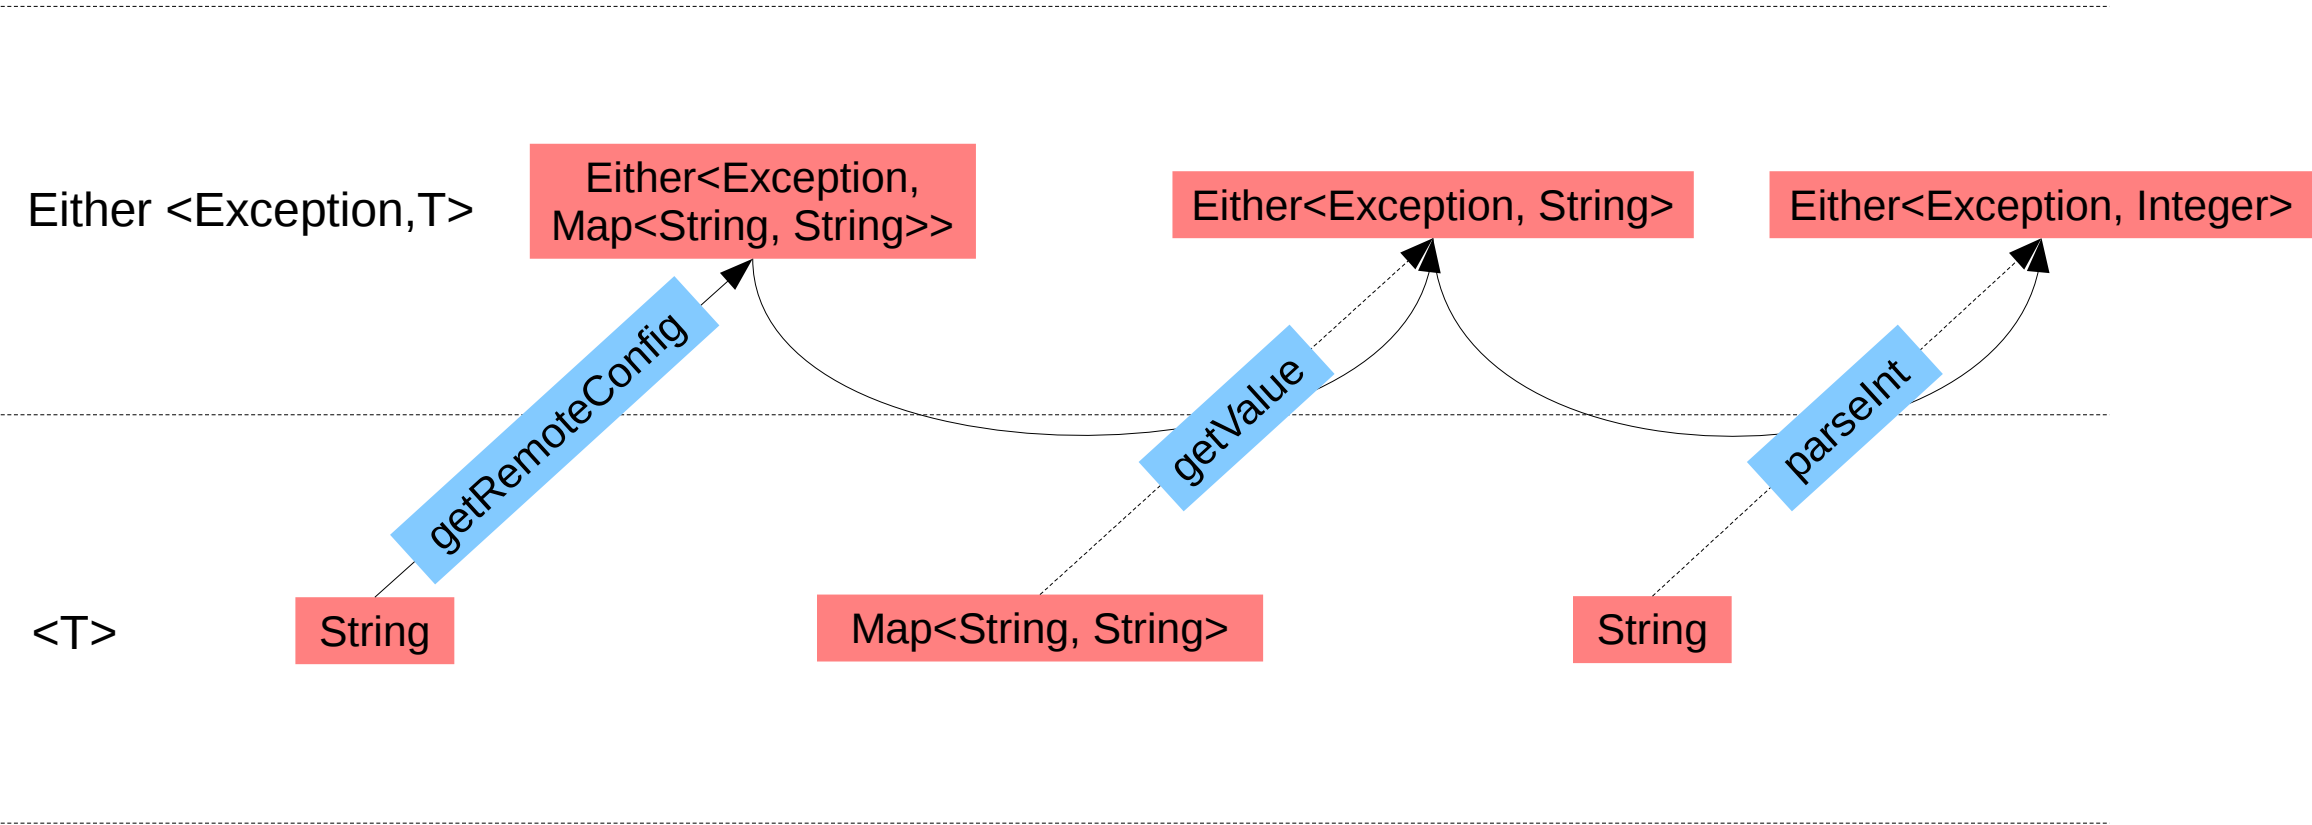 Either <Exception,T>
Either<Exception,
Map<String, String>>
Either<Exception, String>
Either<Exception, Integer>
getRemoteConfig
getValue
parseInt
<T>
String
Map<String, String>
String